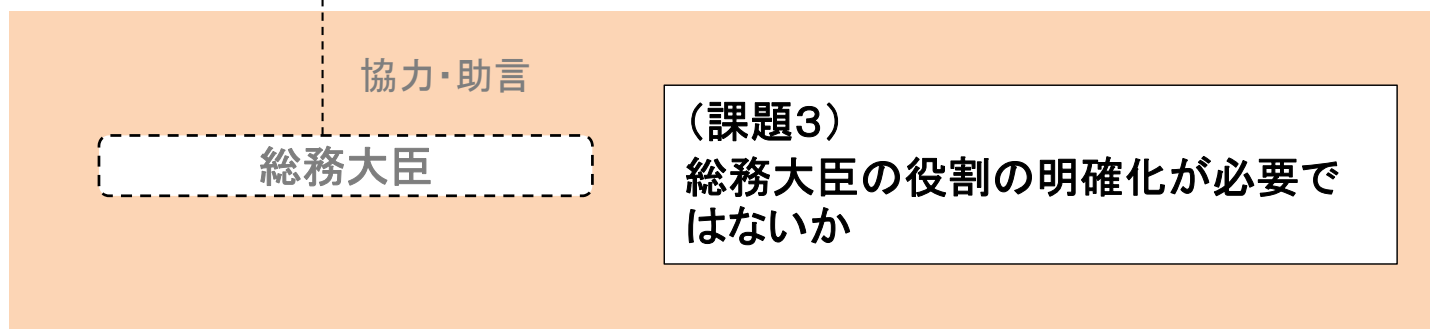 協力・助言
総務大臣
（課題３）
総務大臣の役割の明確化が必要で
はないか